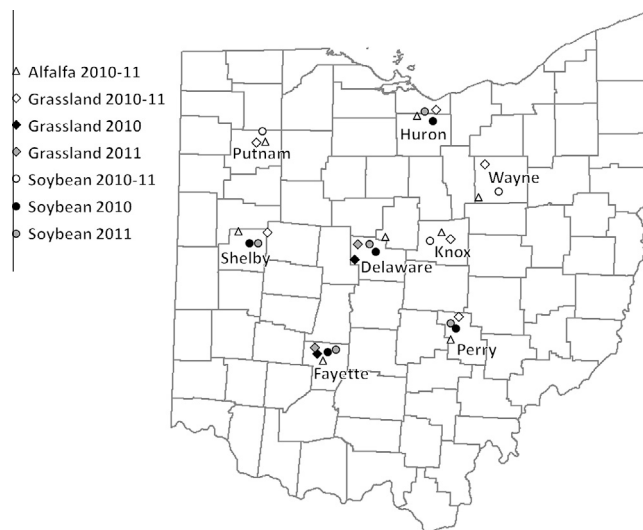 Alfalfa 2010-11
Grassland 2010-11
Grassland 2010
Grassland 2011
Soybean 2010-11
Soybean 2010
Soybean 2011
Huron
Putnam
Wayne
Shelby
Delaware
Knox
Perry
Fayette